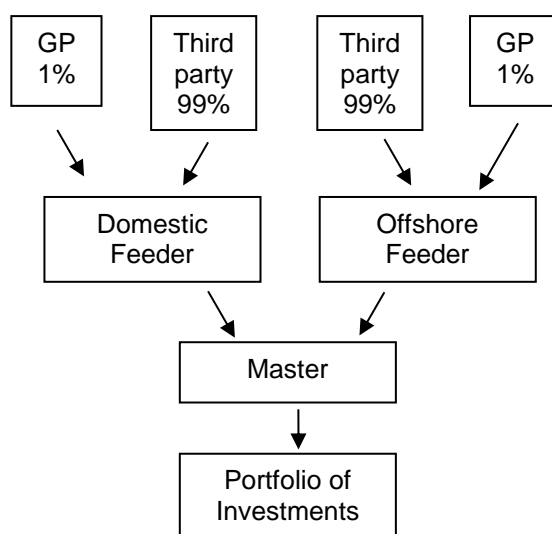 GP
1%
Third
party
99%
Third
party
99%
GP
1%
Domestic
Feeder
Offshore
Feeder
Master
Portfolio of
Investments